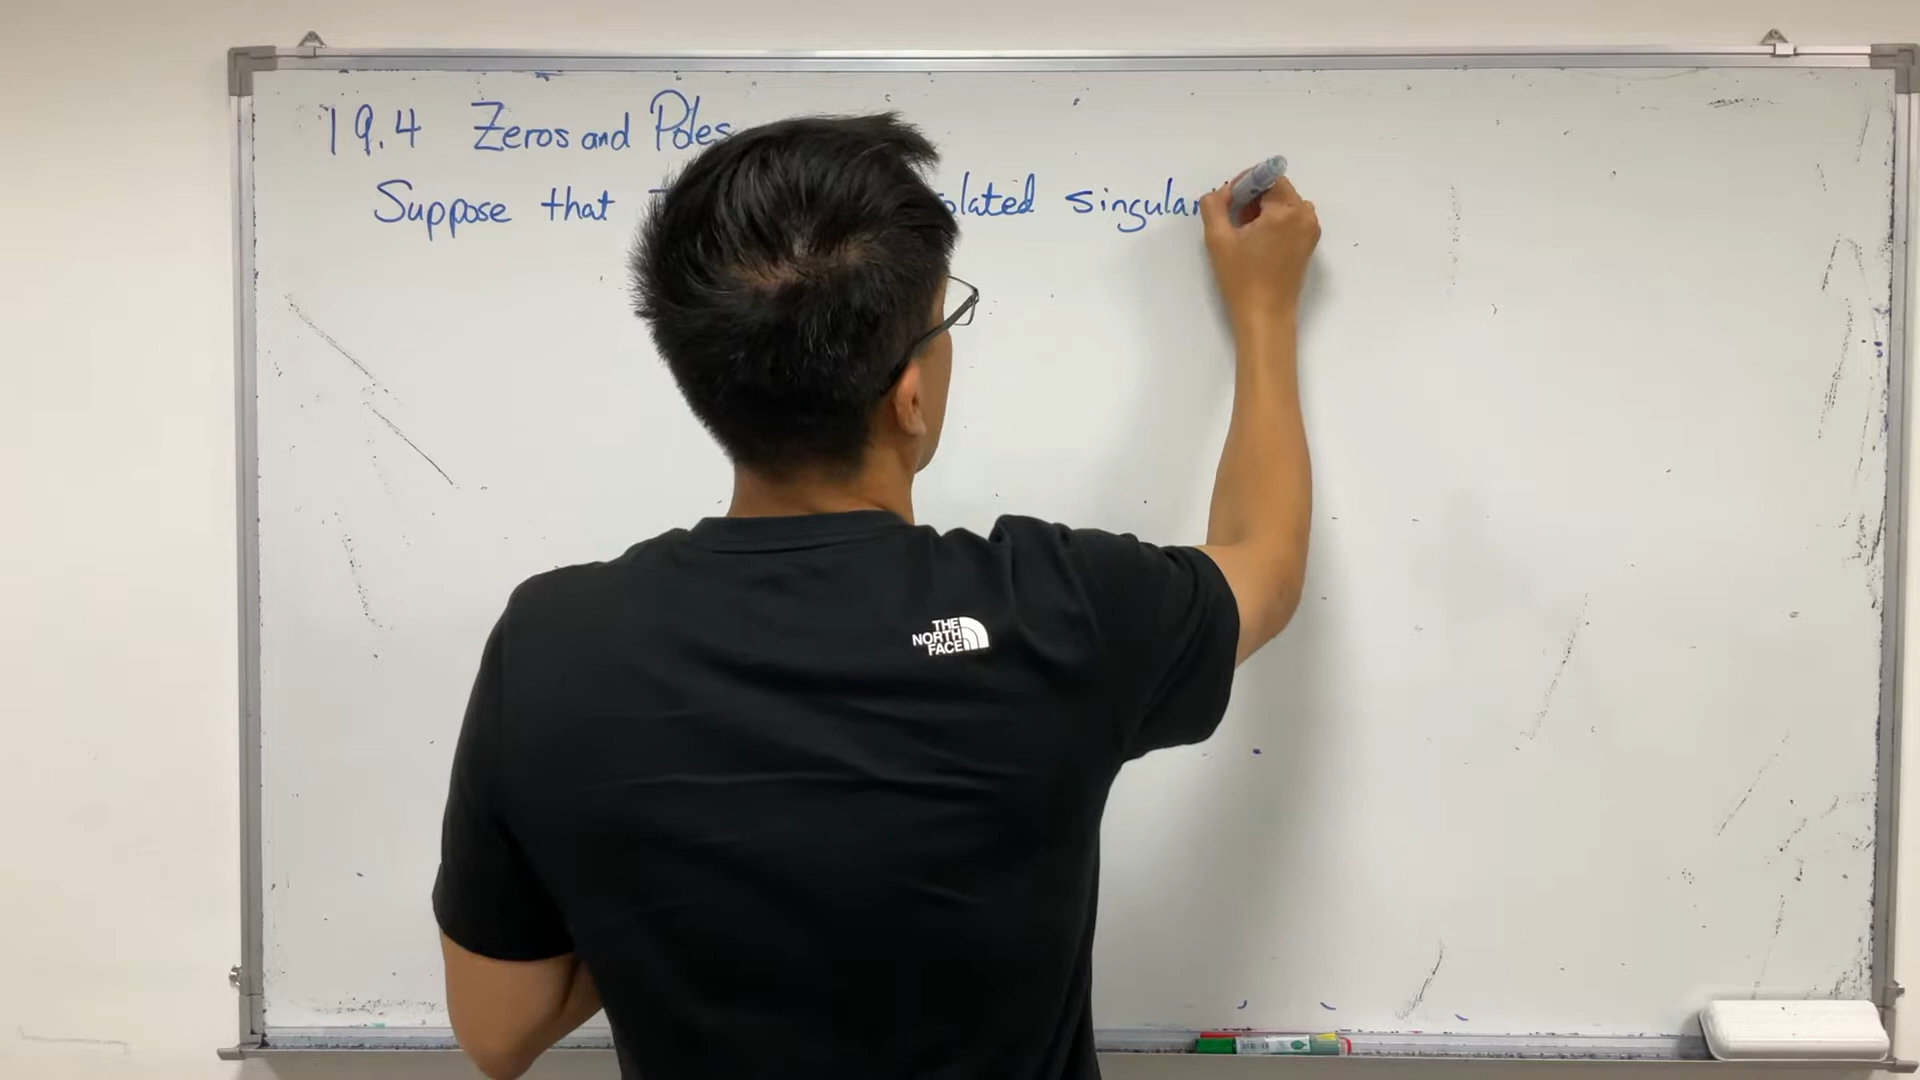 19.4 Zeros and Poles
Suppose that olated singular
THE
NORTH
FACE